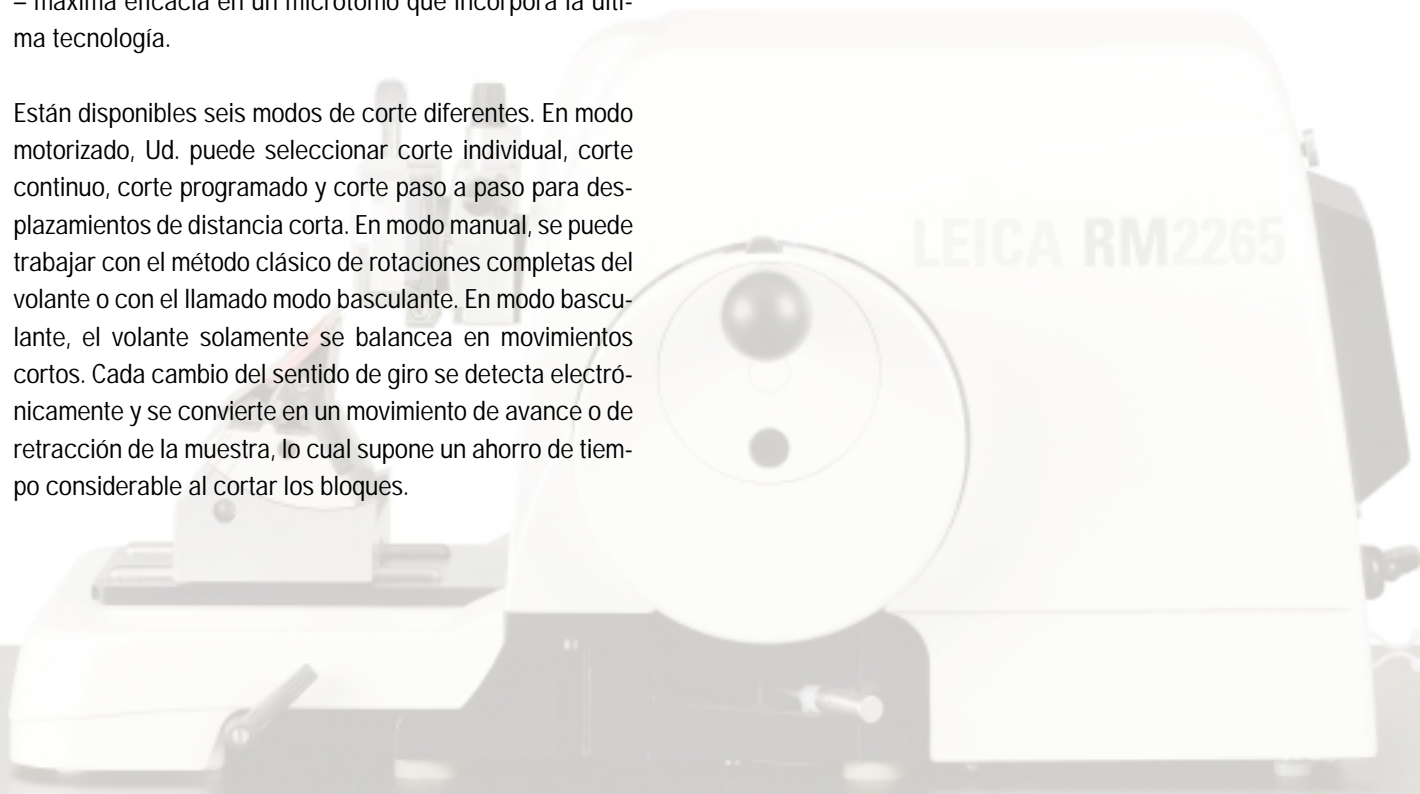 – máxima eficacia en un micrótomo que incorpora la últi-
ma tecnología.
Están disponibles seis modos de corte diferentes. En modo
motorizado, Ud. puede seleccionar corte individual, corte
continuo, corte programado y corte paso a paso para des-
plazamientos de distancia corta. En modo manual, se puede
trabajar con el método clásico de rotaciones completas del
volante o con el llamado modo basculante. En modo bascu-
lante, el volante solamente se balancea en movimientos
cortos. Cada cambio del sentido de giro se detecta electró-
nicamente y se convierte en un movimiento de avance o de
retracción de la muestra, lo cual supone un ahorro de tiem-
po considerable al cortar los bloques.
LEICA RM2265